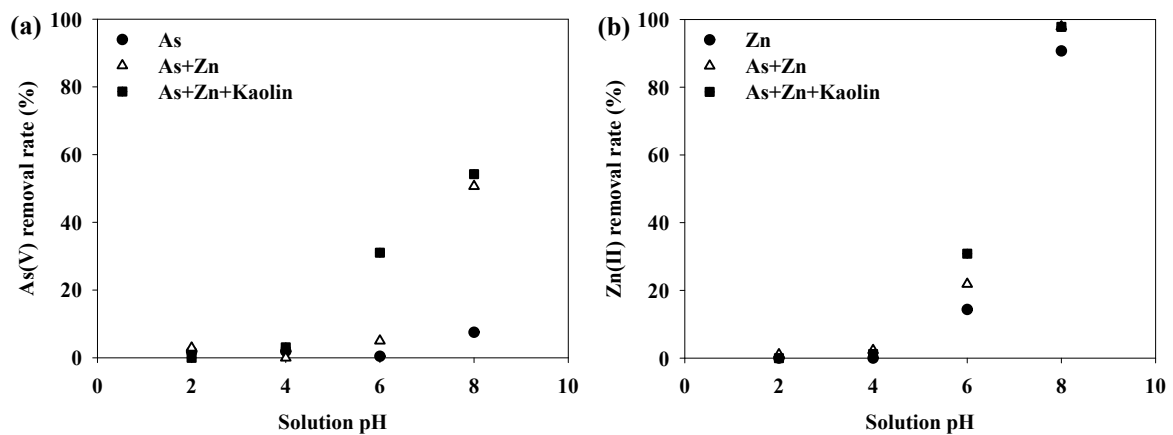 (a)
As
As+Zn
As+Zn+Kaolin
As(V) removal rate (%)
100
80
60
40
20
0
0 2 4 6 8 10
Solution pH
(b)
Zn
As+Zn
As+Zn+Kaolin
Zn(II) removal rate (%)
100
80
60
40
20
0
0 2 4 6 8 10
Solution pH